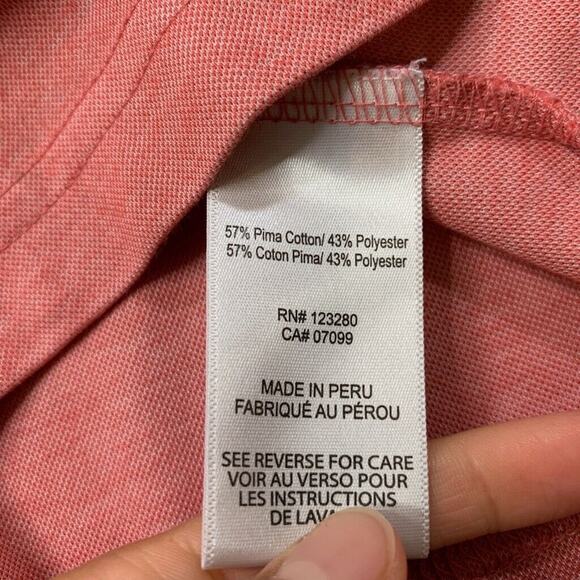 57% Pima Cotton/ 43% Polyester
57% Coton Pima/ 43% Polyester
RN# 123280
CA# 07099
MADE IN PERU
FABRIQUÉ AU PÉROU
SEE REVERSE FOR CARE
VOIR AU VERSO POUR
LES INSTRUCTIONS
DE